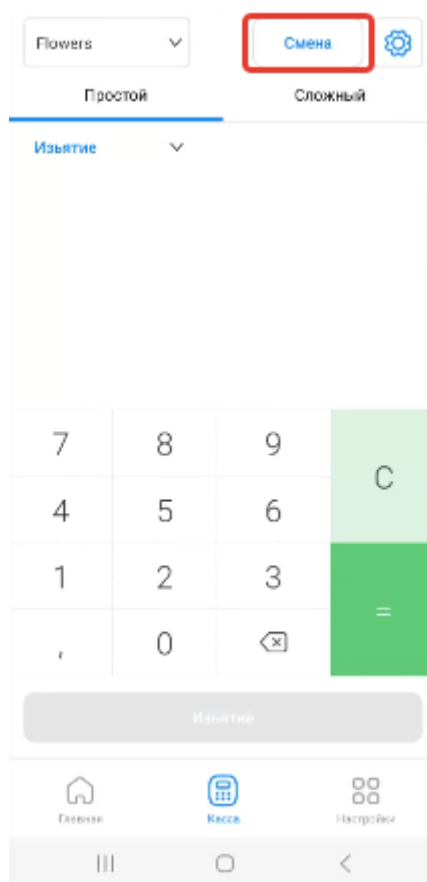 Flowers
Смена
Простой
Сложный
Изъятие
7 8 9
C
4 5 6
1 2 3
=
, 0
Изъятие
Главная
Касса
Настройки